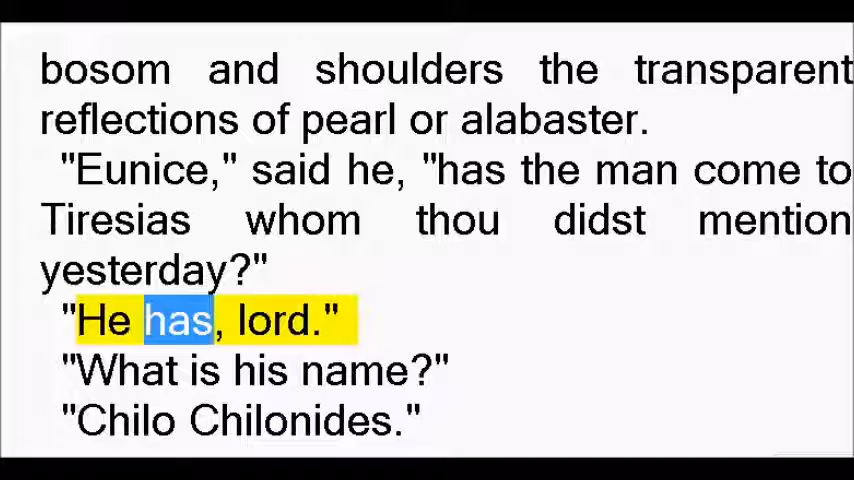 bosom and shoulders the transparent
reflections of pearl or alabaster.
"Eunice," said he, "has the man come to
Tiresias whom thou didst mention
yesterday?"
"He has, lord."
"What is his name?"
"Chilo Chilonides."